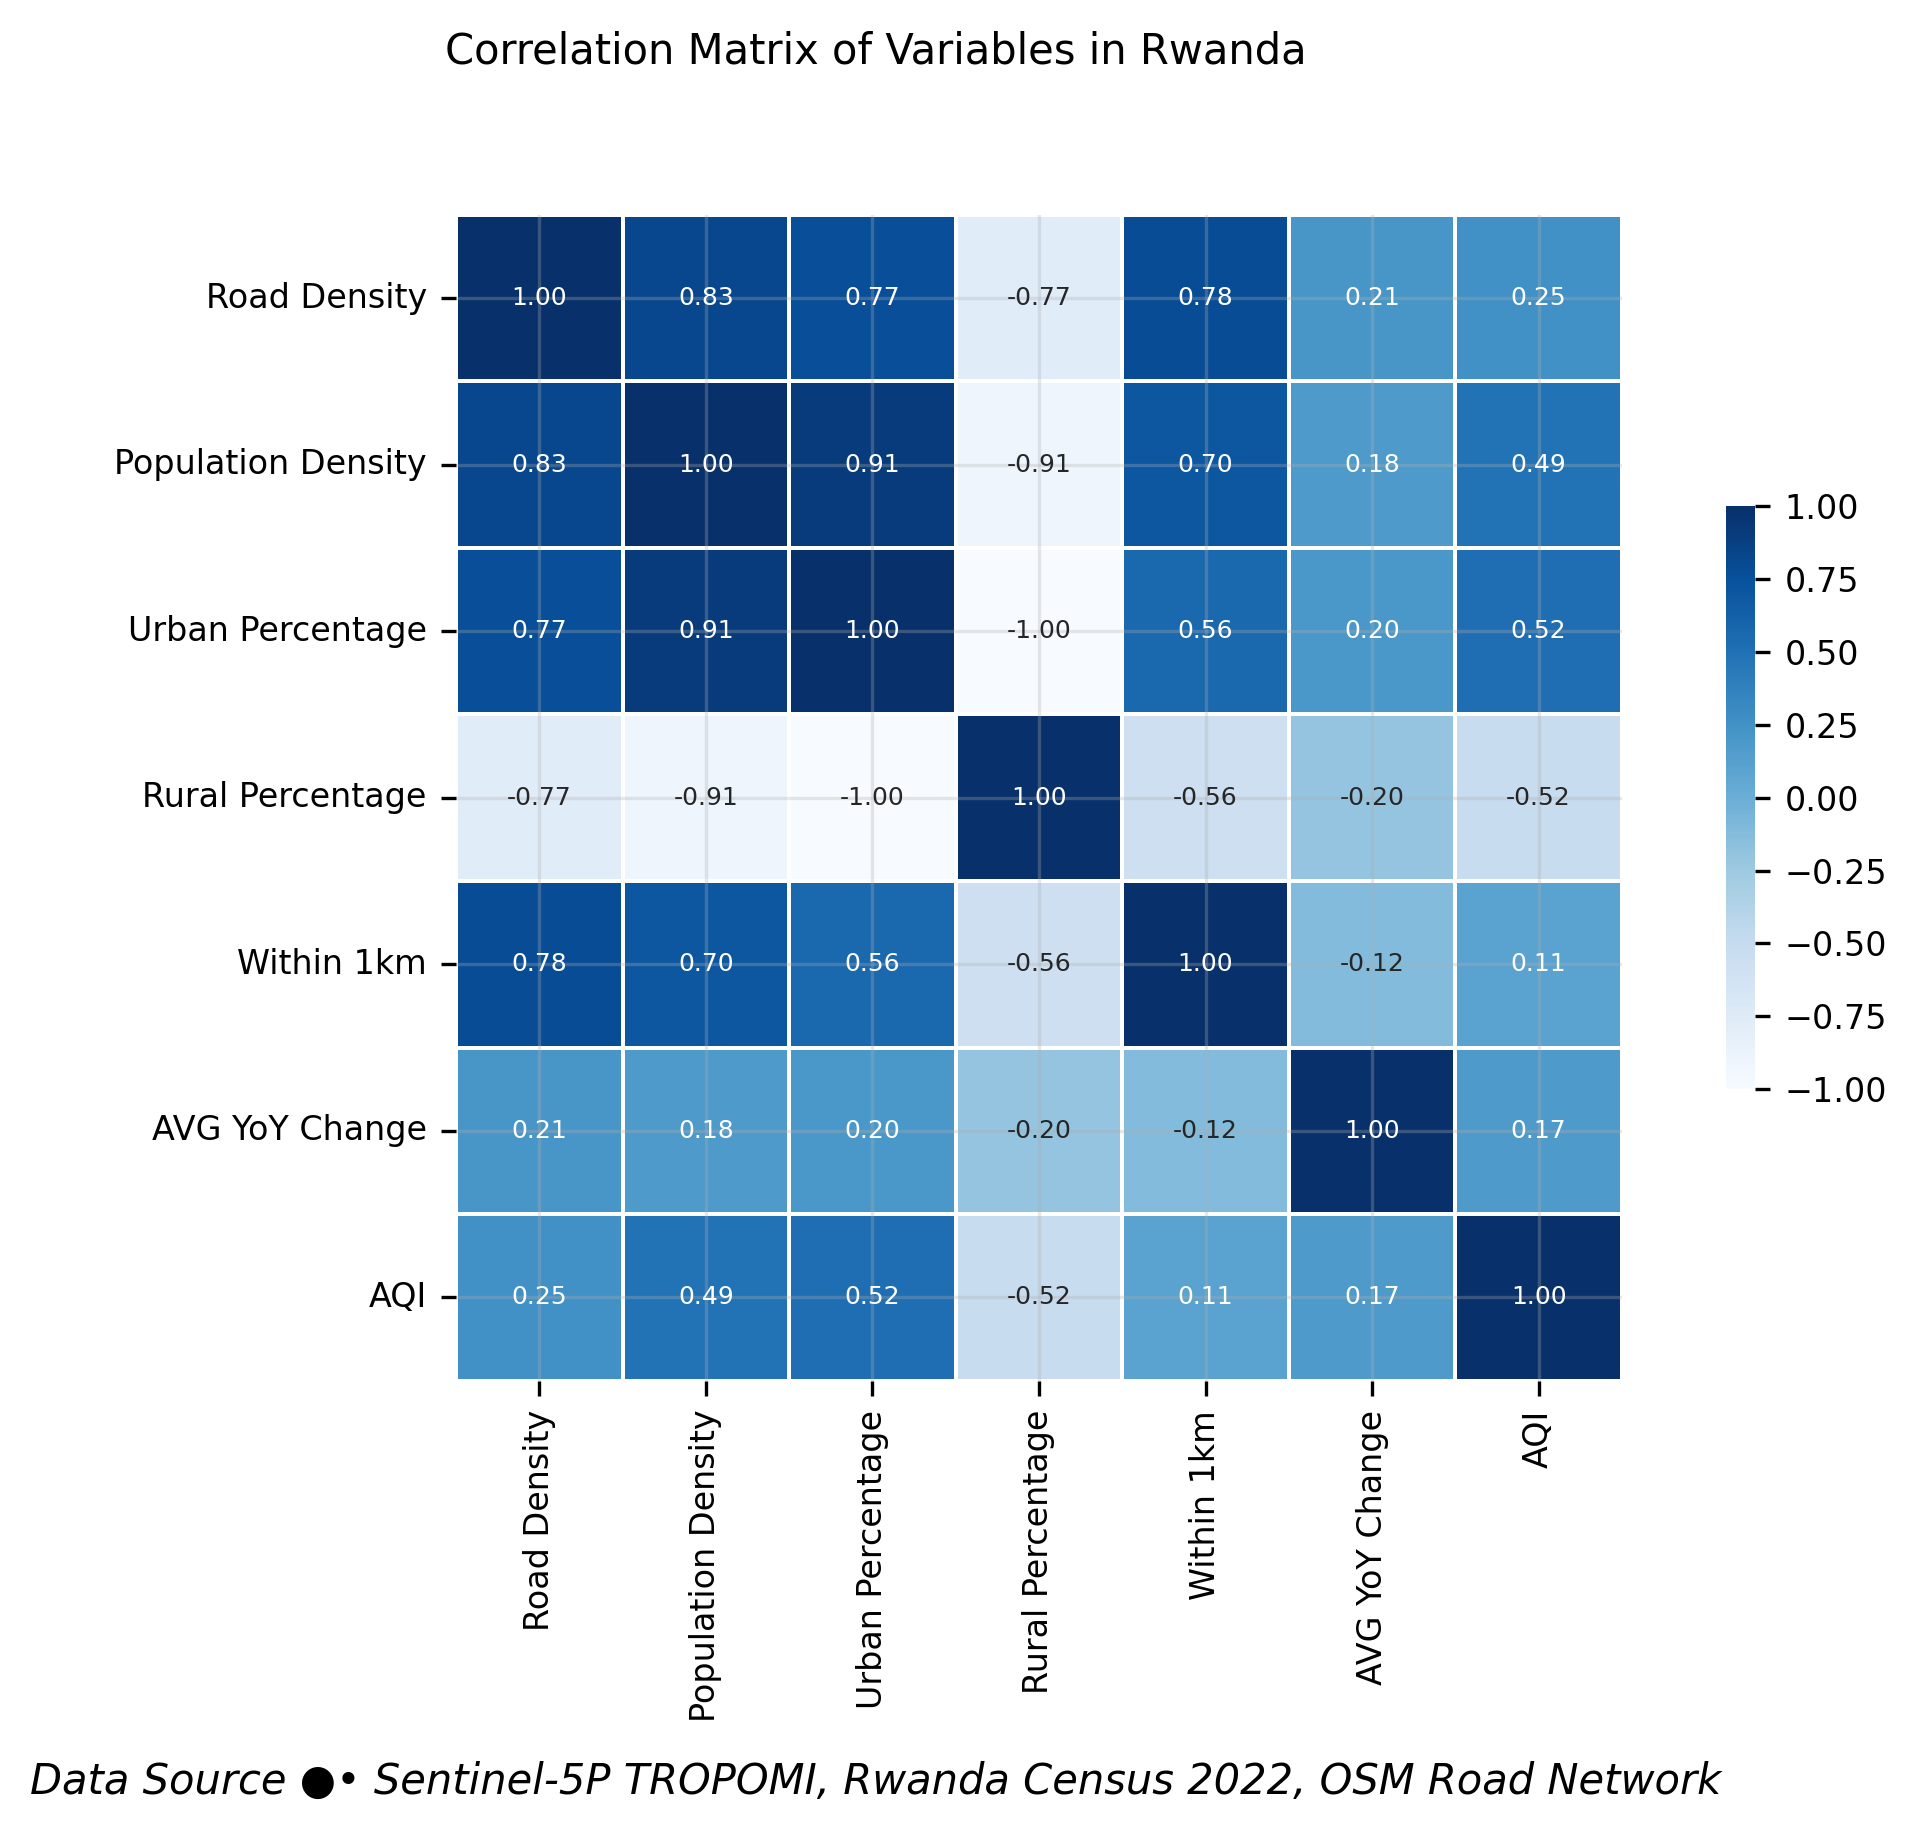 Correlation Matrix of Variables in Rwanda
Road Density 1.00 0.83 0.77 -0.77 0.78 0.21 0.25
Population Density 0.83 1.00 0.91 -0.91 0.70 0.18 0.49
Urban Percentage 0.77 0.91 1.00 -1.00 0.56 0.20 0.52
Rural Percentage -0.77 -0.91 -1.00 1.00 -0.56 -0.20 -0.52
Within 1km 0.78 0.70 0.56 -0.56 1.00 -0.12 0.11
AVG YoY Change 0.21 0.18 0.20 -0.20 -0.12 1.00 0.17
AQI 0.25 0.49 0.52 -0.52 0.11 0.17 1.00
Road Density
Population Density
Urban Percentage
Rural Percentage
Within 1km
AVG YoY Change
AQI
1.00
0.75
0.50
0.25
0.00
−0.25
−0.50
−0.75
−1.00
Data Source ●• Sentinel-5P TROPOMI, Rwanda Census 2022, OSM Road Network